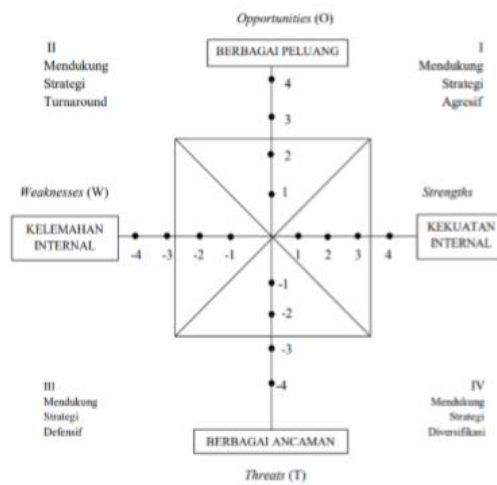 Opportunities (O)
BERBAGAI PELUANG
II
Mendukung
Strategi
Turnaround
I
Mendukung
Strategi
Agresif
4
3
2
1
Weaknesses (W)
Strengths
KELEMAHAN
INTERNAL
KEKUATAN
INTERNAL
-4 -3 -2 -1 1 2 3 4
-1
-2
-3
-4
III
Mendukung
Strategi
Defensif
IV
Mendukung
Strategi
Diversifikasi
BERBAGAI ANCAMAN
Threats (T)